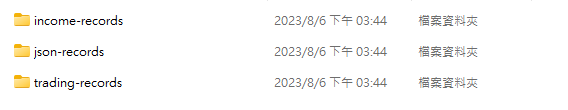 income-records 2023/8/6 下午 03:44 檔案資料夾
json-records 2023/8/6 下午 03:44 檔案資料夾
trading-records 2023/8/6 下午 03:44 檔案資料夾